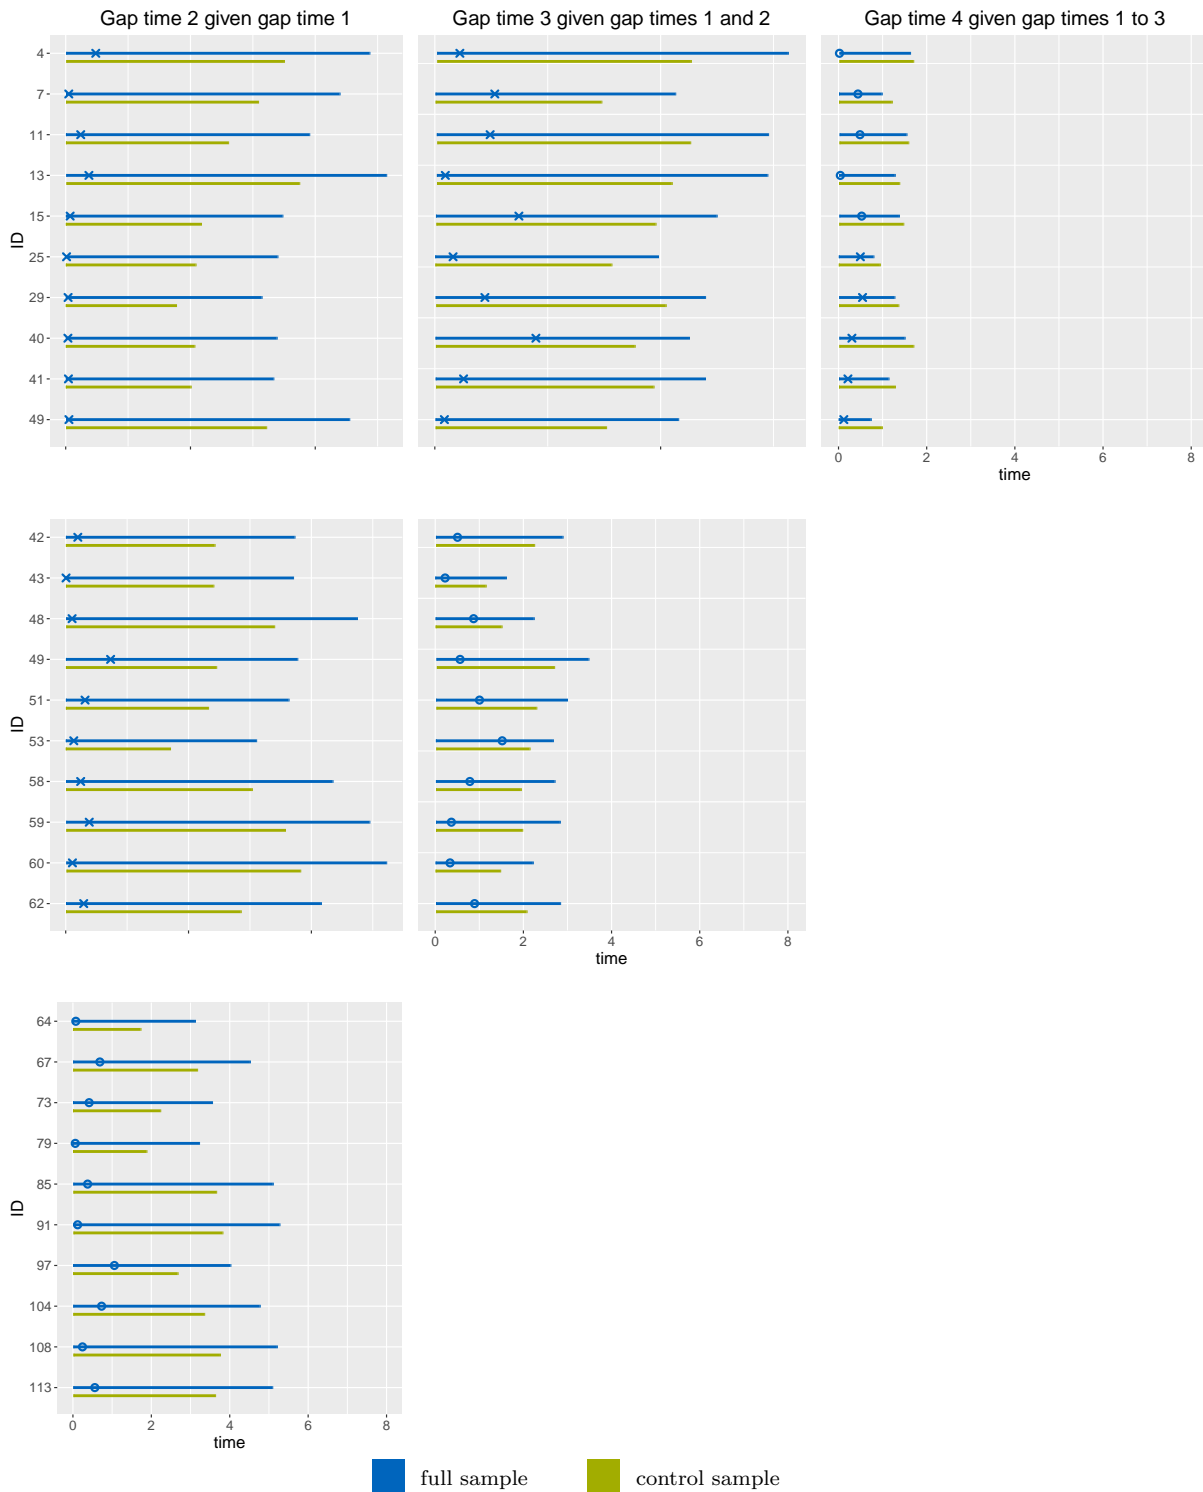 Gap time 2 given gap time 1
Gap time 3 given gap times 1 and 2
Gap time 4 given gap times 1 to 3
ID
4
7
11
13
15
25
29
40
41
49
0 2 4 6 8
time
ID
42
43
48
49
51
53
58
59
60
62
0 2 4 6 8
time
ID
64
67
73
79
85
91
97
104
108
113
0 2 4 6 8
time
full sample
control sample